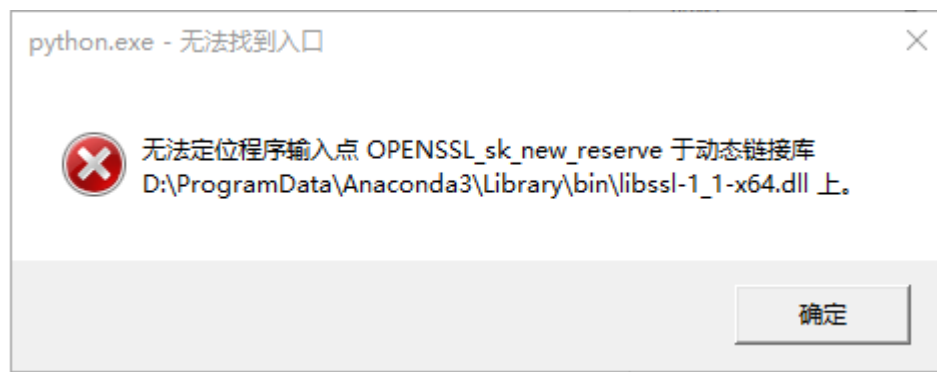 python.exe - 无法找到入口
无法定位程序输入点 OPENSSL_sk_new_reserve 于动态链接库
D:\ProgramData\Anaconda3\Library\bin\libssl-1_1-x64.dll 上。
确定